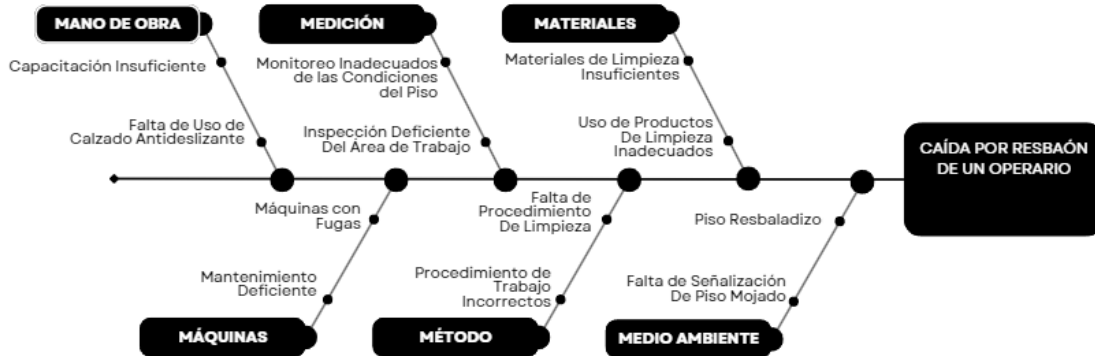 MANO DE OBRA
MEDICIÓN
MATERIALES
Capacitación Insuficiente
Monitoreo Inadecuados
de las Condiciones
del Piso
Materiales de Limpieza
Insuficientes
Falta de Uso de
Calzado Antideslizante
Inspección Deficiente
Del Área de Trabajo
Uso de Productos
De Limpieza
Inadecuados
CAÍDA POR RESBAÓN
DE UN OPERARIO
Máquinas con
Fugas
Falta de
Procedimiento
De Limpieza
Piso Resbaladizo
Mantenimiento
Deficiente
Procedimiento de
Trabajo
Incorrectos
Falta de Señalización
De Piso Mojado
MÁQUINAS
MÉTODO
MEDIO AMBIENTE